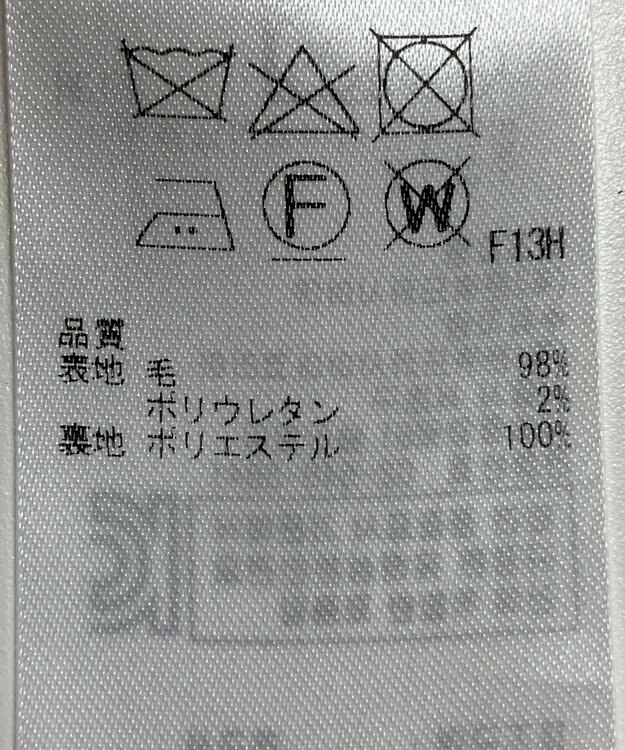 F W F13H
品質
表地 毛 98%
ポリウレタン 2%
裏地 ポリエステル 100%